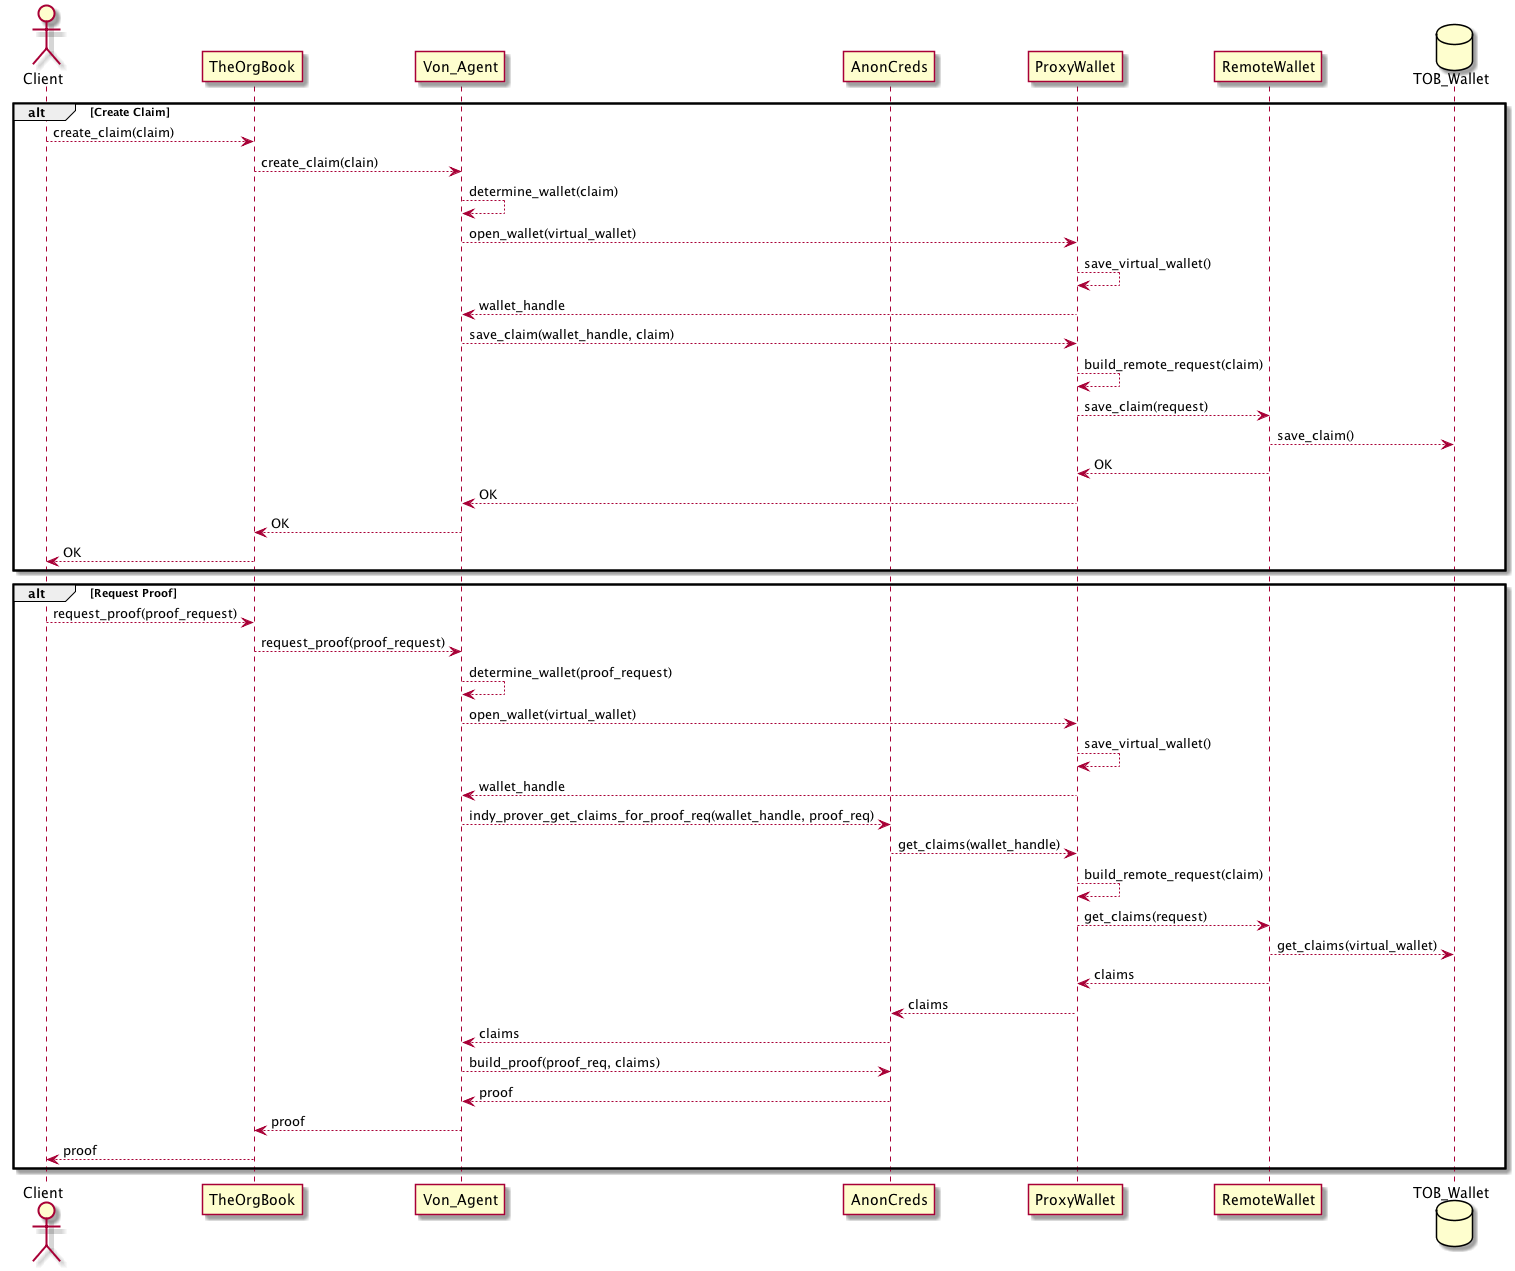 Client
TheOrgBook
Von_Agent
AnonCreds
ProxyWallet
RemoteWallet
TOB_Wallet
alt [Create Claim]
create_claim(claim)
create_claim(clain)
determine_wallet(claim)
open_wallet(virtual_wallet)
save_virtual_wallet()
wallet_handle
save_claim(wallet_handle, claim)
build_remote_request(claim)
save_claim(request)
save_claim()
OK
OK
OK
OK
alt [Request Proof]
request_proof(proof_request)
request_proof(proof_request)
determine_wallet(proof_request)
open_wallet(virtual_wallet)
save_virtual_wallet()
wallet_handle
indy_prover_get_claims_for_proof_req(wallet_handle, proof_req)
get_claims(wallet_handle)
build_remote_request(claim)
get_claims(request)
get_claims(virtual_wallet)
claims
claims
claims
build_proof(proof_req, claims)
proof
proof
proof
Client
TheOrgBook
Von_Agent
AnonCreds
ProxyWallet
RemoteWallet
TOB_Wallet